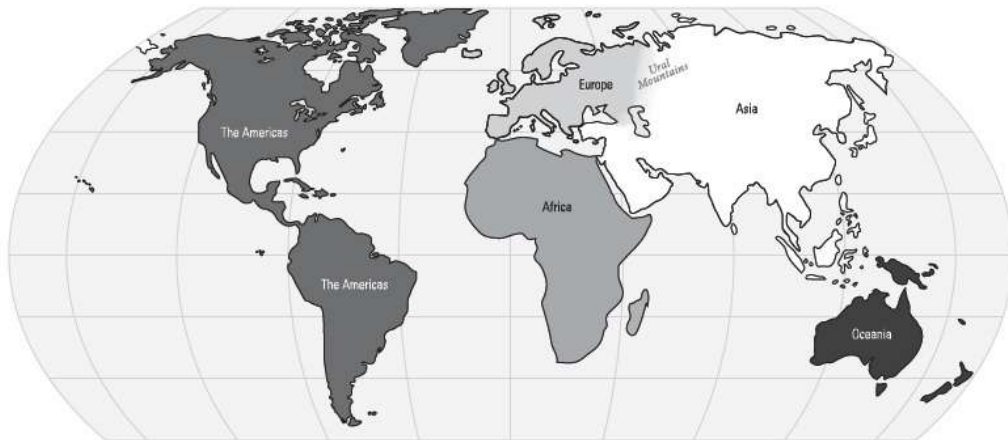 Europe
Ural
Mountains
Asia
The Americas
Africa
The Americas
Oceania